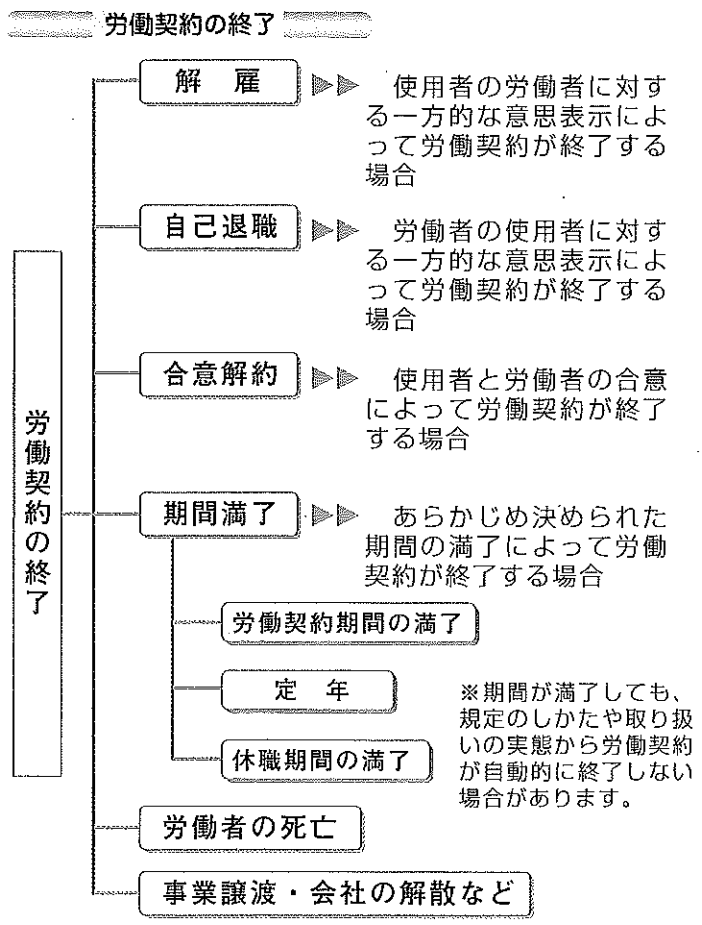 労働契約の終了
労働契約の終了
解　雇
使用者の労働者に対す
る一方的な意思表示によ
って労働契約が終了する
場合
自己退職
労働者の使用者に対す
る一方的な意思表示によ
って労働契約が終了する
場合
合意解約
使用者と労働者の合意
によって労働契約が終了
する場合
期間満了
あらかじめ決められた
期間の満了によって労働
契約が終了する場合
労働契約期間の満了
定　年
休職期間の満了
※期間が満了しても、
規定のしかたや取り扱
いの実態から労働契約
が自動的に終了しない
場合があります。
労働者の死亡
事業譲渡・会社の解散など